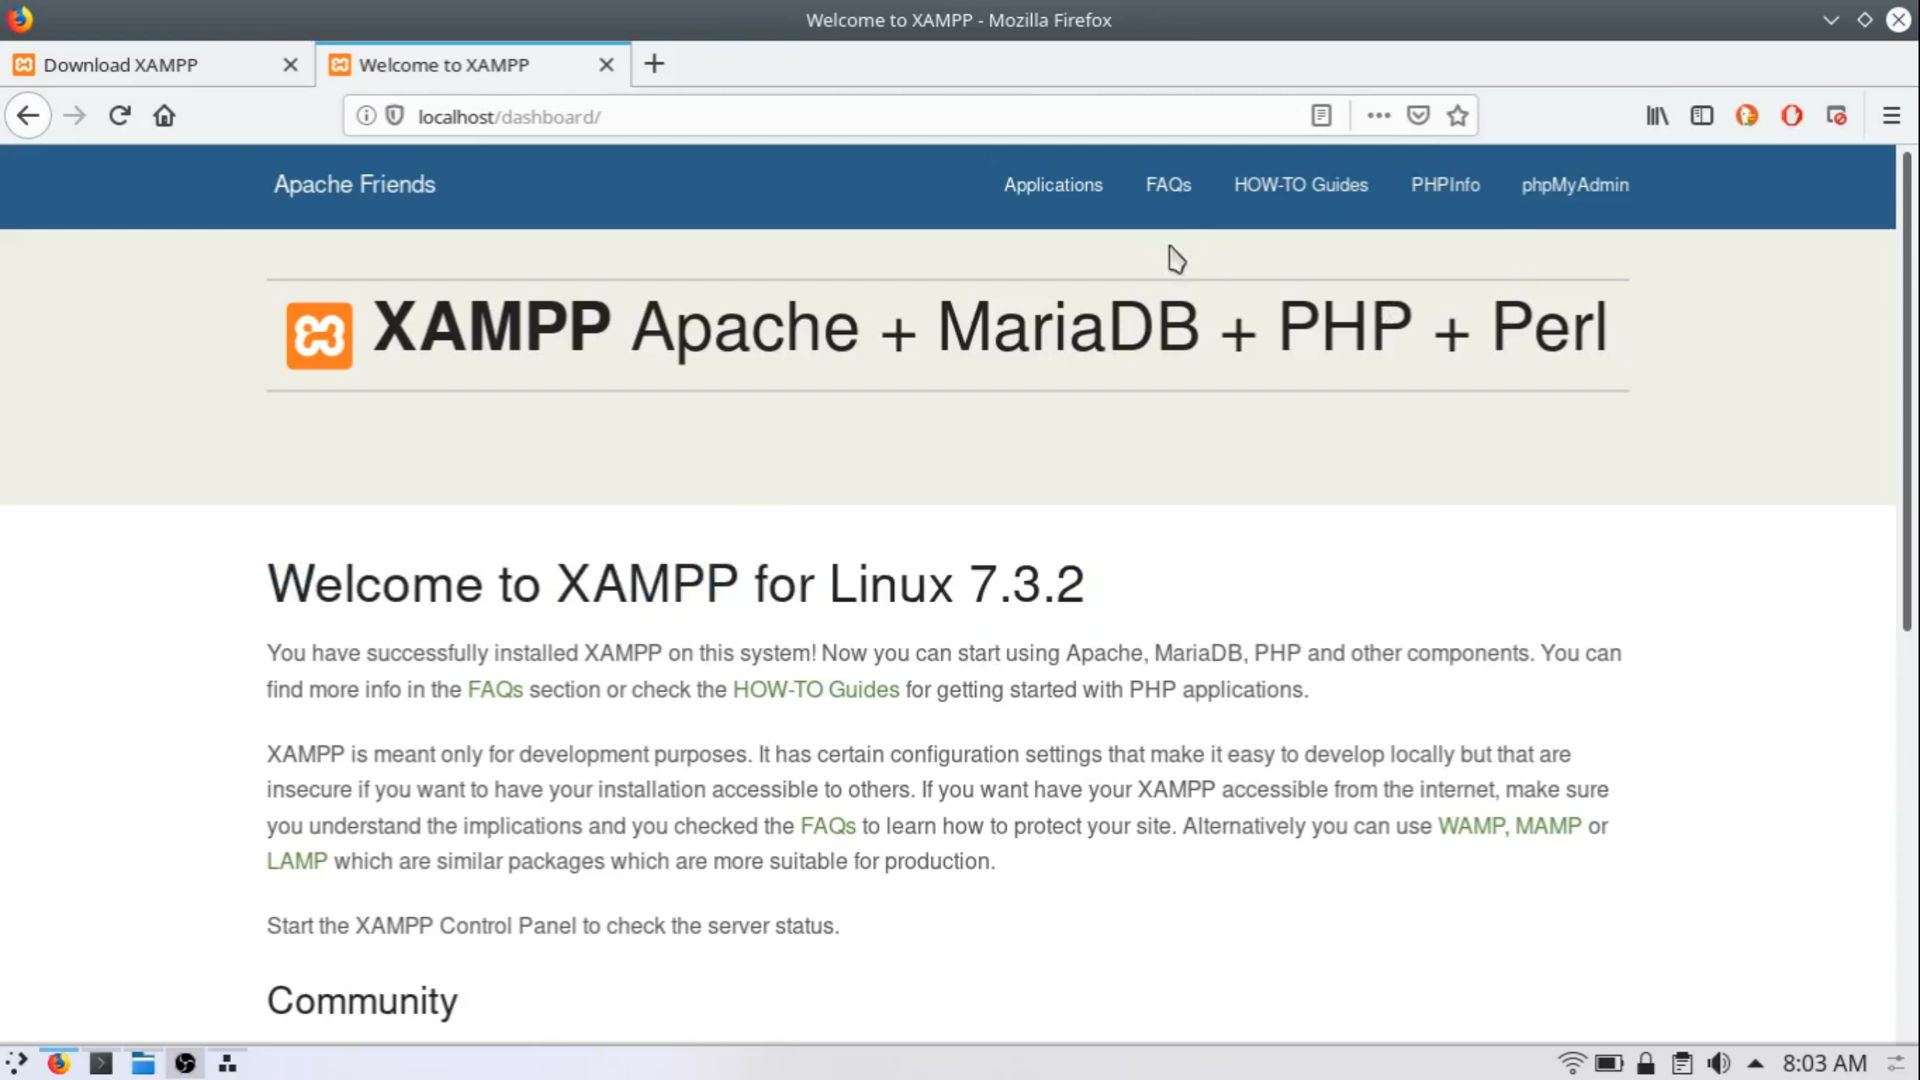 Welcome to XAMPP - Mozilla Firefox
Download XAMPP
Welcome to XAMPP
localhost/dashboard/
Apache Friends
Applications
FAQs
HOW-TO Guides
PHPInfo
phpMyAdmin
XAMPP Apache + MariaDB + PHP + Perl
Welcome to XAMPP for Linux 7.3.2
You have successfully installed XAMPP on this system! Now you can start using Apache, MariaDB, PHP and other components. You can
find more info in the FAQs section or check the HOW-TO Guides for getting started with PHP applications.
XAMPP is meant only for development purposes. It has certain configuration settings that make it easy to develop locally but that are
insecure if you want to have your installation accessible to others. If you want have your XAMPP accessible from the internet, make sure
you understand the implications and you checked the FAQs to learn how to protect your site. Alternatively you can use WAMP, MAMP or
LAMP which are similar packages which are more suitable for production.
Start the XAMPP Control Panel to check the server status.
Community
8:03 AM